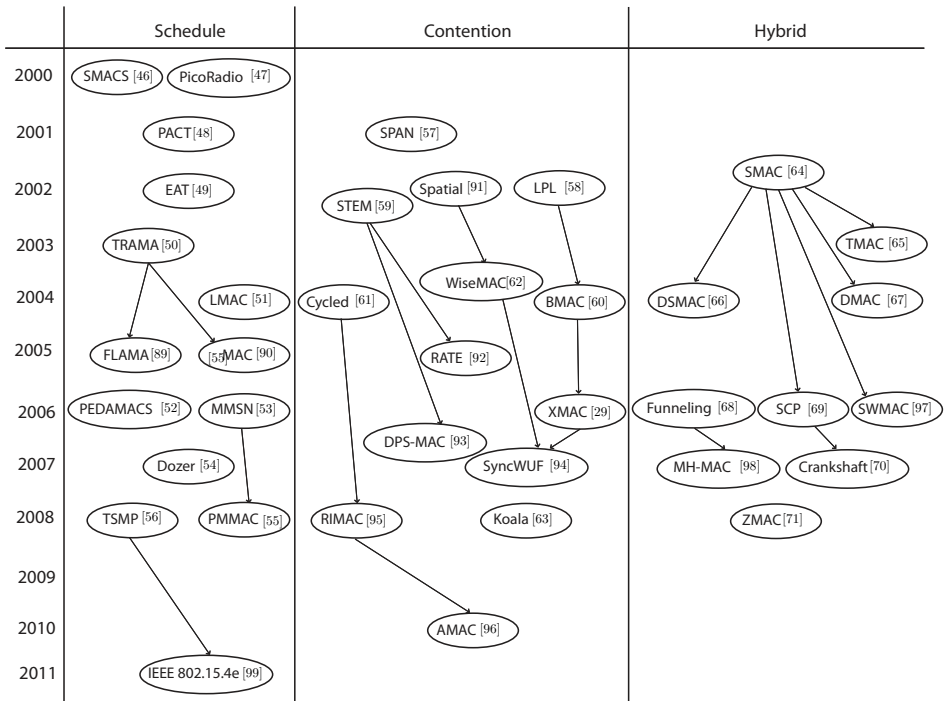 Schedule Contention Hybrid
2000 SMACS [46] PicoRadio [47]
2001 PACT[48] SPAN [57]
SMAC [64]
2002 EAT[49] Spatial [91] LPL [58]
STEM [59]
2003 TRAMA [50] TMAC [65]
WiseMAC[62]
2004 LMAC [51] Cycled [61] BMAC [60] DSMAC [66] DMAC [67]
2005 FLAMA [89] [55]MAC [90] RATE [92]
2006 PEDAMACS [52] MMSN [53] XMAC [29] Funneling [68] SCP [69] SWMAC [97]
DPS-MAC [93]
2007 Dozer [54] SyncWUF [94] MH-MAC [98] Crankshaft [70]
2008 TSMP [56] PMMAC [55] RIMAC [95] Koala [63] ZMAC [71]
2009
2010 AMAC [96]
2011 IEEE 802.15.4e [99]